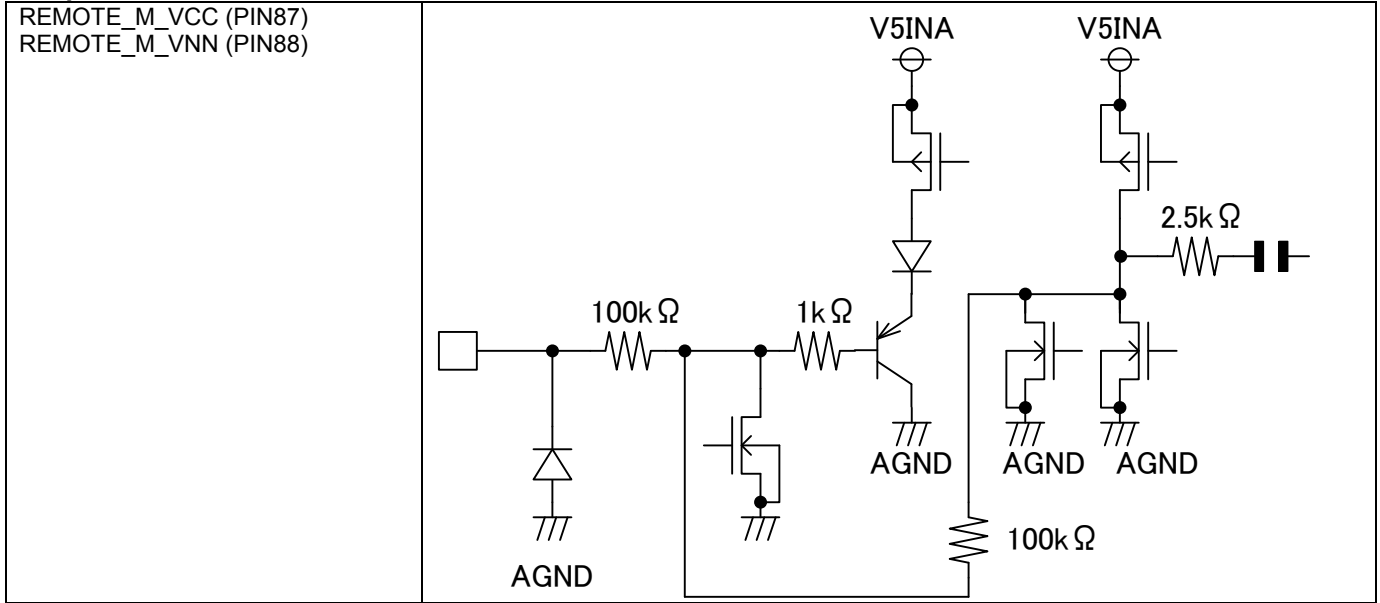 REMOTE_M_VCC (PIN87)
REMOTE_M_VNN (PIN88)
V5INA
V5INA
2.5kΩ
100kΩ
1kΩ
AGND
AGND
AGND
100kΩ
AGND